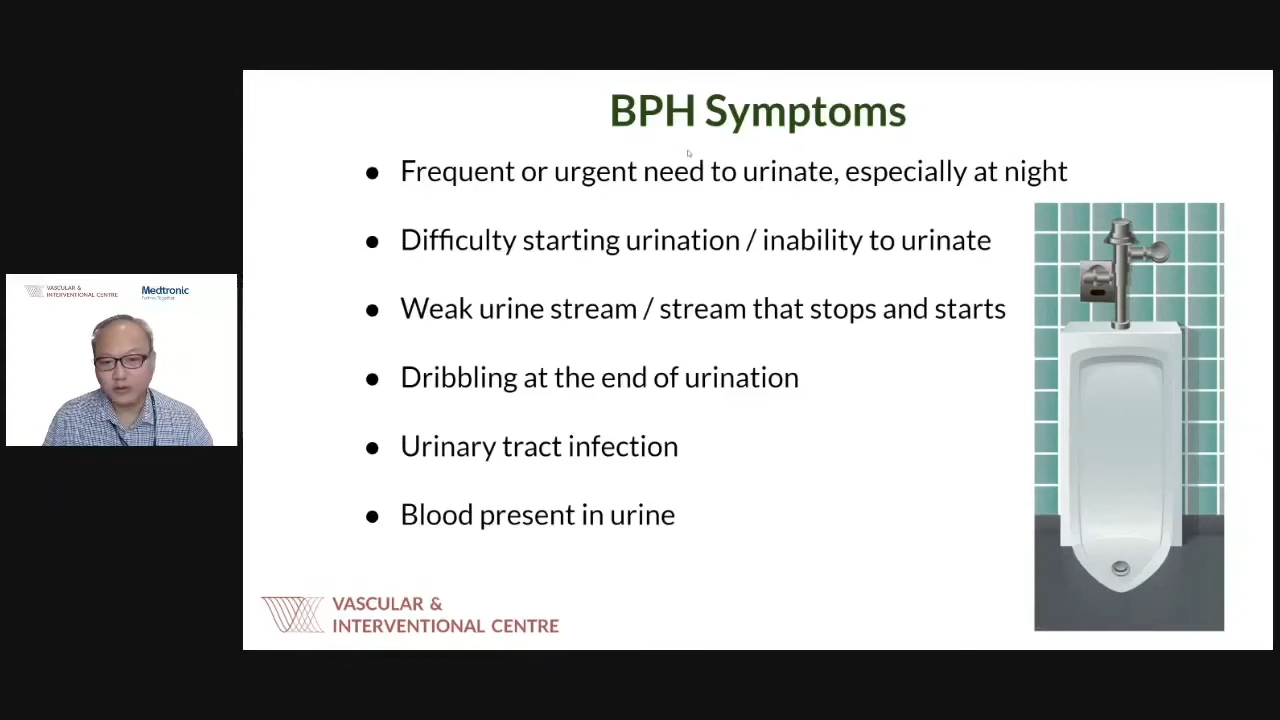 BPH Symptoms
● Frequent or urgent need to urinate, especially at night
● Difficulty starting urination / inability to urinate
● Weak urine stream / stream that stops and starts
● Dribbling at the end of urination
● Urinary tract infection
● Blood present in urine
VASCULAR &
INTERVENTIONAL CENTRE
VASCULAR &
INTERVENTIONAL CENTRE
Medtronic
Further, Together